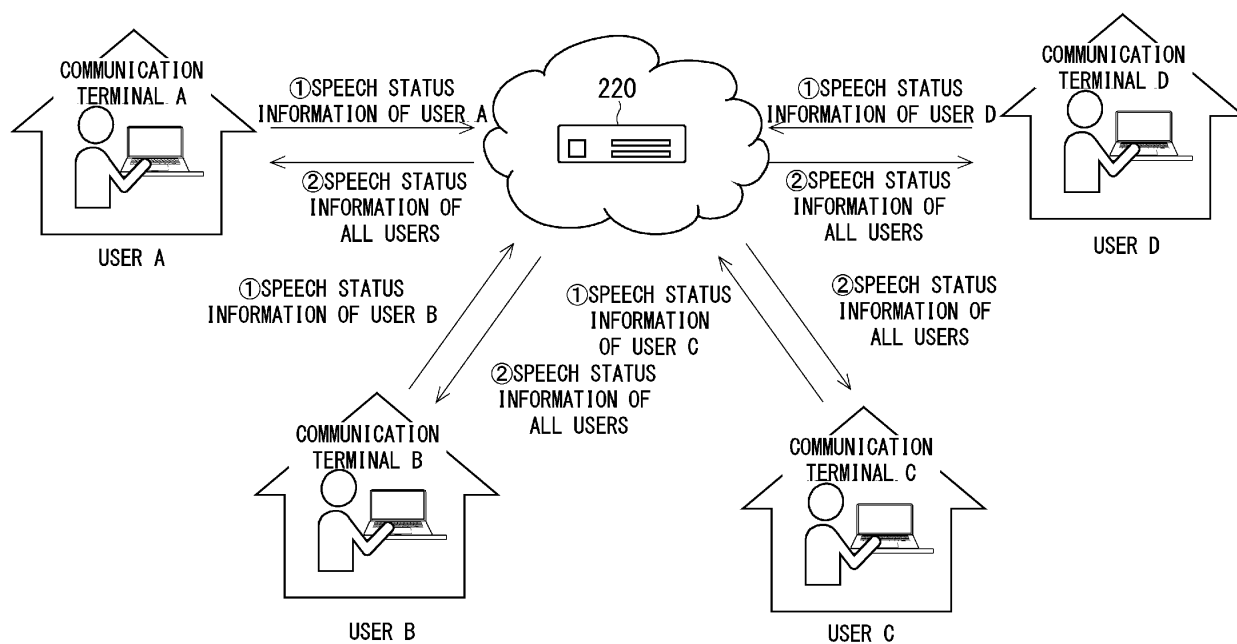 COMMUNICATION
TERMINAL A
①SPEECH STATUS
INFORMATION OF USER A
②SPEECH STATUS
INFORMATION OF
ALL USERS
USER A
220
①SPEECH STATUS
INFORMATION OF USER D
②SPEECH STATUS
INFORMATION OF
ALL USERS
COMMUNICATION
TERMINAL D
USER D
①SPEECH STATUS
INFORMATION OF USER B
②SPEECH STATUS
INFORMATION OF
ALL USERS
COMMUNICATION
TERMINAL B
USER B
①SPEECH STATUS
INFORMATION
OF USER C
②SPEECH STATUS
INFORMATION OF
ALL USERS
COMMUNICATION
TERMINAL C
USER C